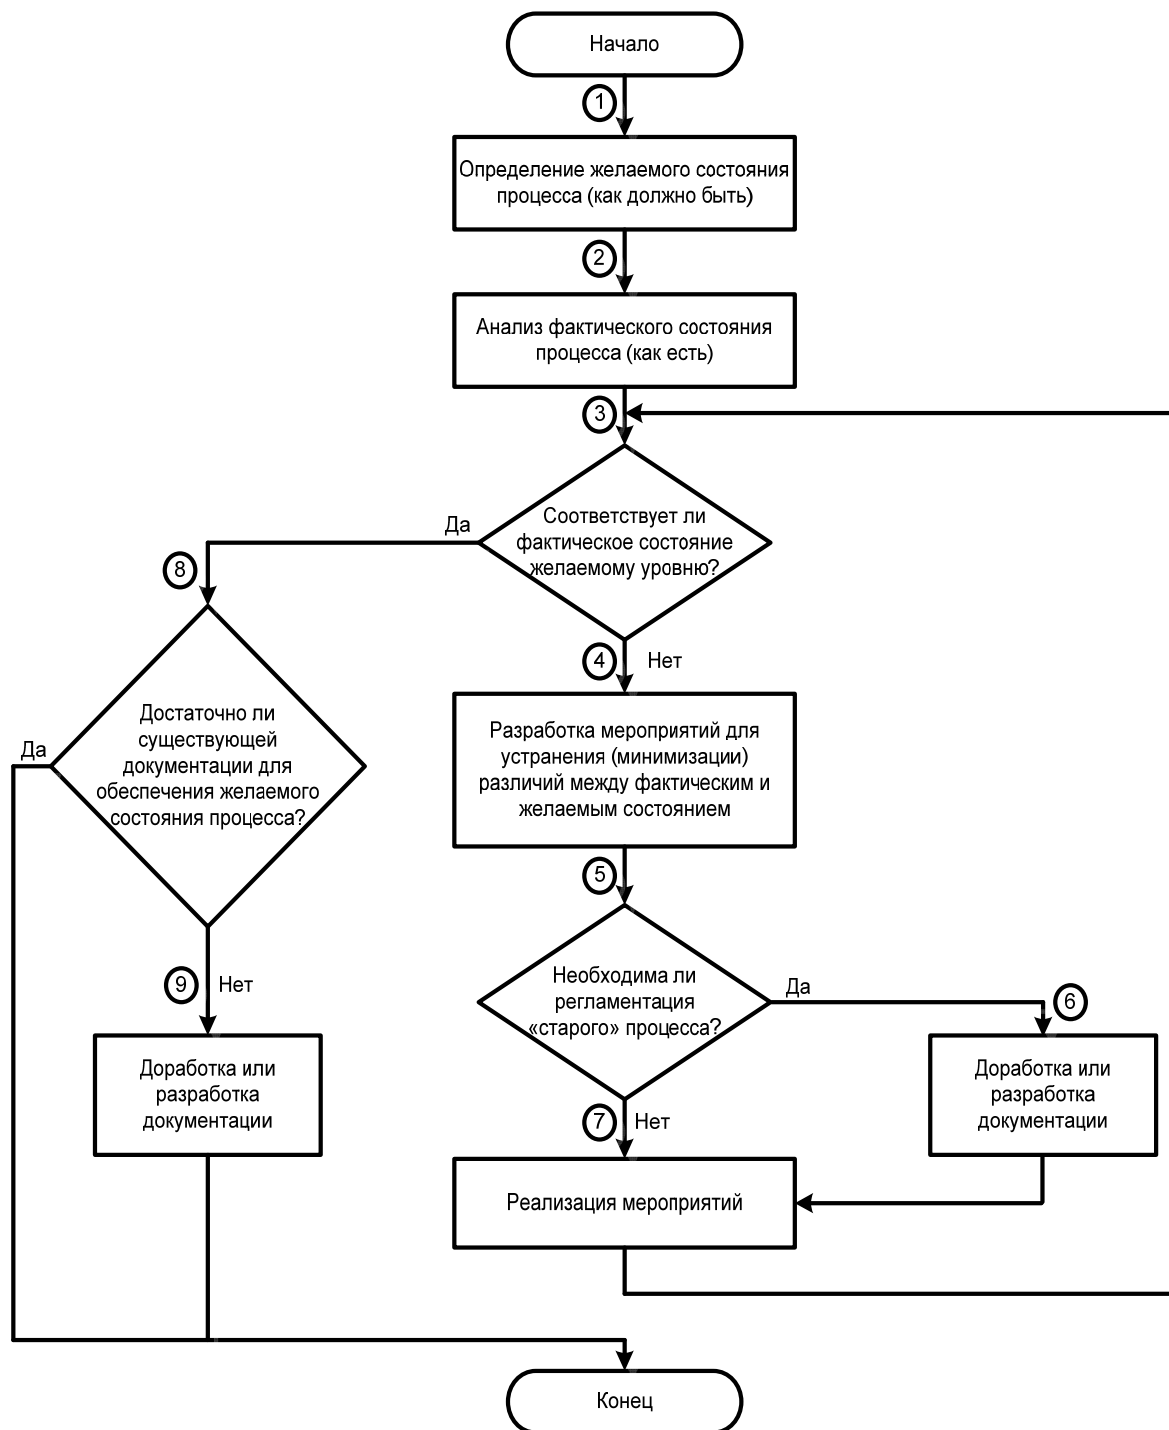 Начало
1
Определение желаемого состояния
процесса (как должно быть)
2
Анализ фактического состояния
процесса (как есть)
3
Соответствует ли
фактическое состояние
желаемому уровню?
Да
8
4
Нет
Достаточно ли
существующей
документации для
обеспечения желаемого
состояния процесса?
Да
Разработка мероприятий для
устранения (минимизации)
различий между фактическим и
желаемым состоянием
5
9
Нет
Необходима ли
регламентация
«старого» процесса?
Да
6
Доработка или
разработка
документации
7
Нет
Доработка или
разработка
документации
Реализация мероприятий
Конец